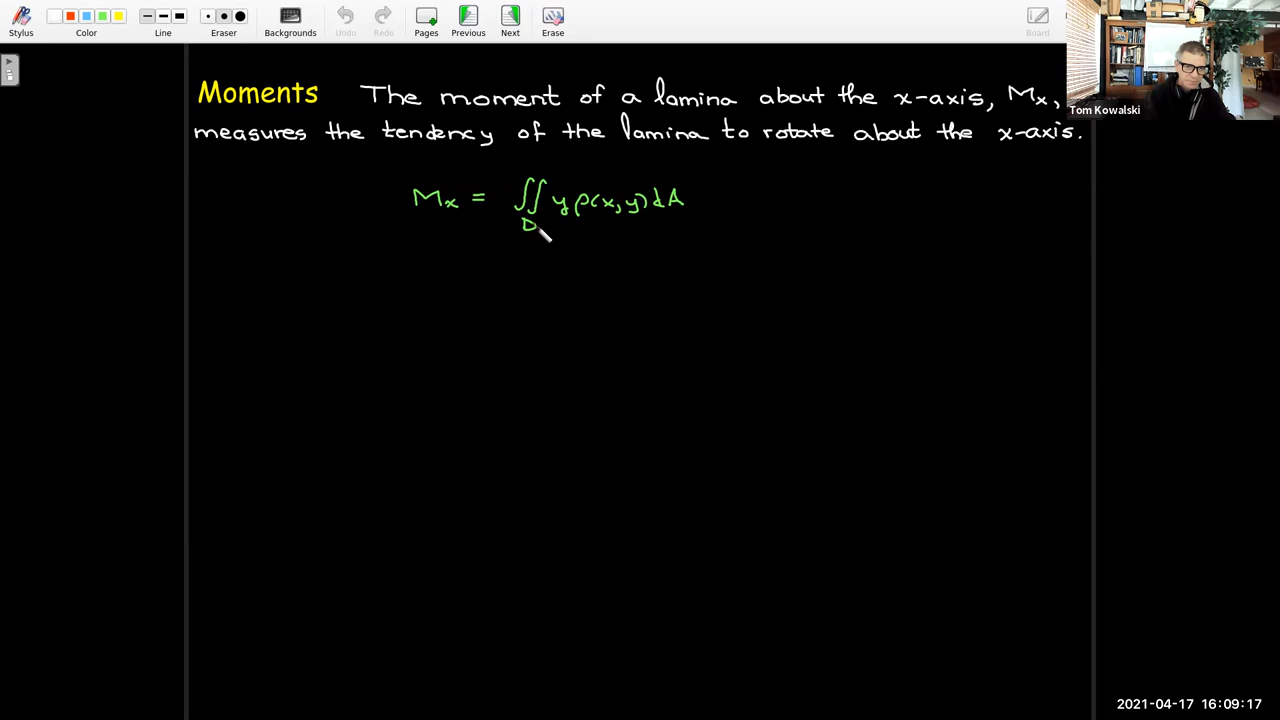 Stylus Color Line Eraser Backgrounds Undo Redo Pages Previous Next Erase Board
Tom Kowalski
Moments The moment of a lamina about the x-axis, Mx,
measures the tendency of the lamina to rotate about the x-axis.
Mx = ∬ yρ(x,y)dA
D
2021-04-17 16:09:17